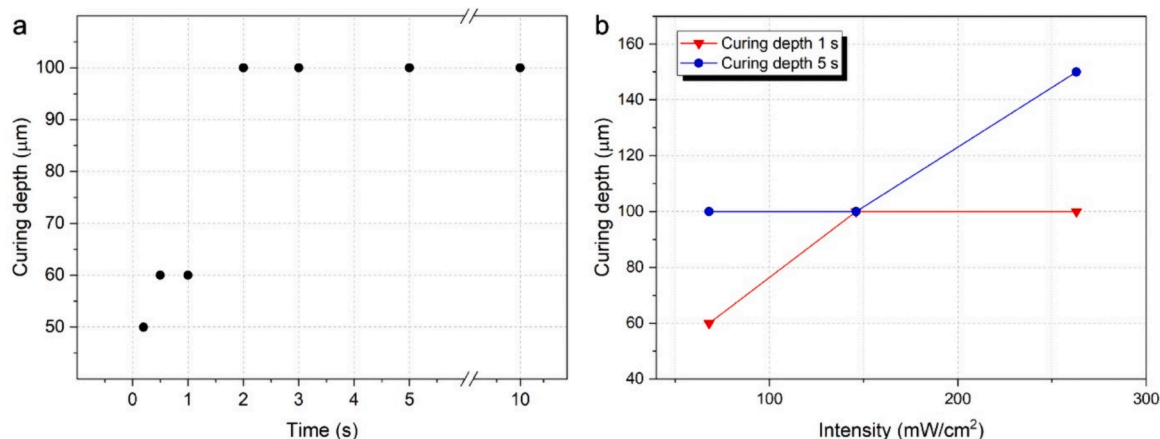 a
100
90
80
70
60
50
Curing depth (μm)
0 1 2 3 4 5 10
Time (s)
b
Curing depth 1 s
Curing depth 5 s
160
140
120
100
80
60
40
Curing depth (μm)
100 200 300
Intensity (mW/cm²)